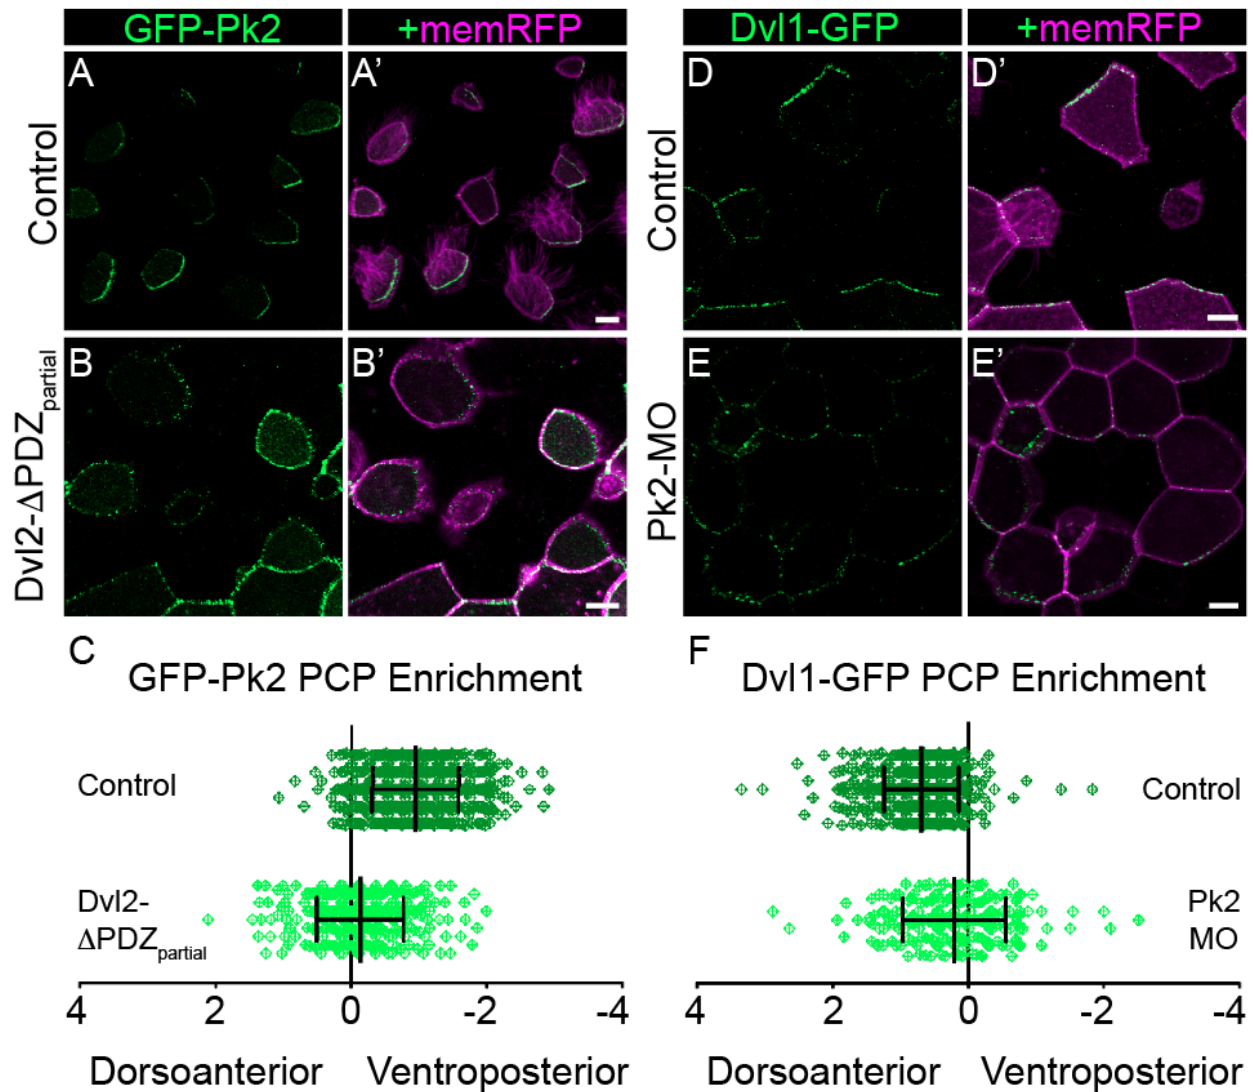 GFP-Pk2 +memRFP Dvl1-GFP +memRFP
A A’ D D’
Control
Control
B B’ E E’
Dvl2-ΔPDZpartial
Pk2-MO
C
GFP-Pk2 PCP Enrichment
Control
Dvl2-
ΔPDZpartial
4 2 0 -2 -4
Dorsoanterior Ventroposterior
F
Dvl1-GFP PCP Enrichment
Control
Pk2
MO
4 2 0 -2 -4
Dorsoanterior Ventroposterior